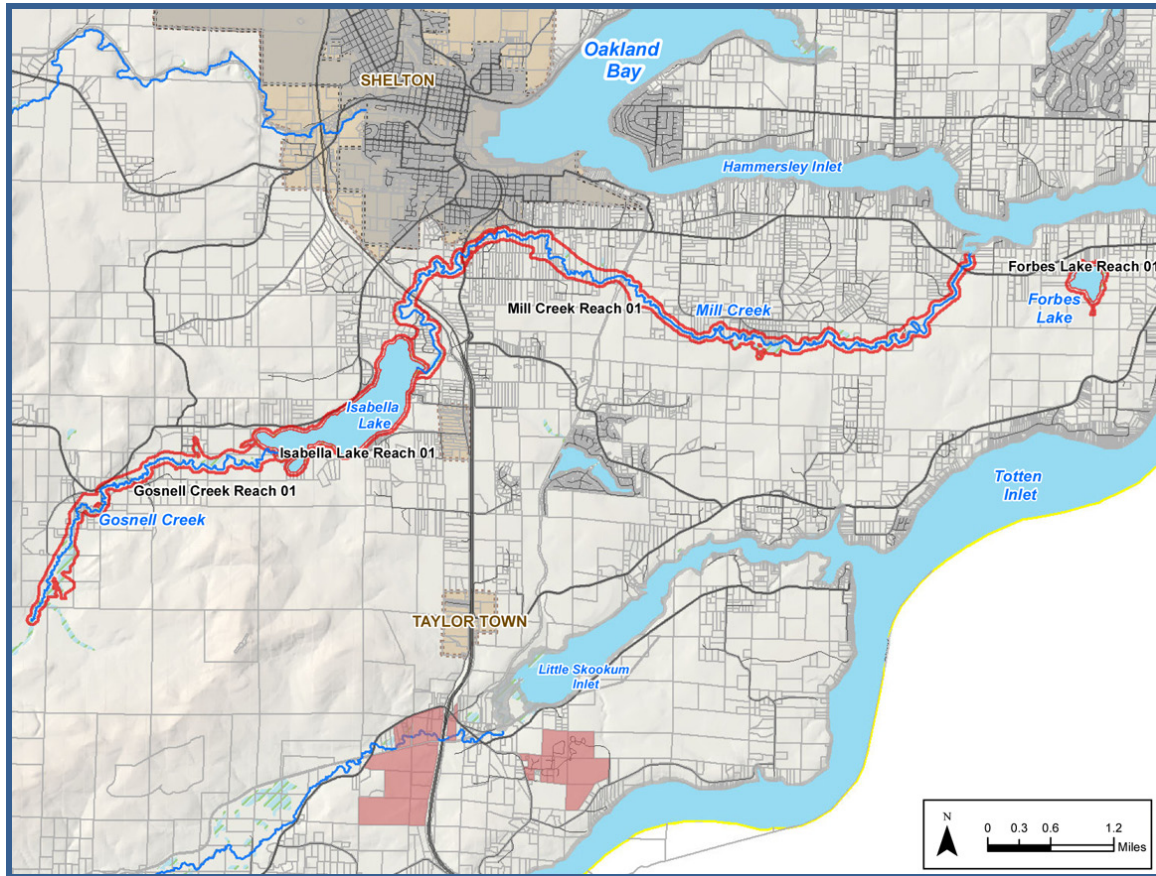 Oakland
Bay
SHELTON
Hammersley Inlet
Forbes Lake Reach 01
Mill Creek Reach 01
Mill Creek
Forbes
Lake
Isabella
Lake
Isabella Lake Reach 01
Gosnell Creek Reach 01
Gosnell Creek
Totten
Inlet
TAYLOR TOWN
Little Skookum
Inlet
N
0 0.3 0.6 1.2
Miles